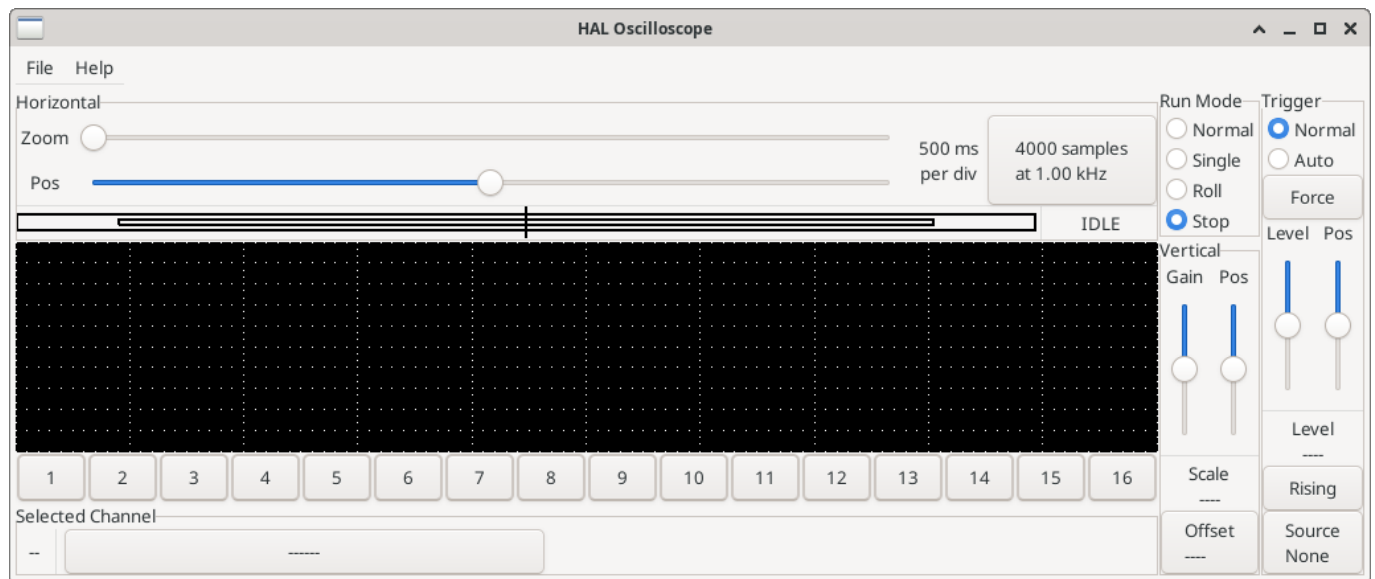 HAL Oscilloscope
File Help
Horizontal
Zoom
Pos
500 ms
per div
4000 samples
at 1.00 kHz
IDLE
Run Mode
Normal
Single
Roll
Stop
Trigger
Normal
Auto
Force
Level Pos
Vertical
Gain Pos
1 2 3 4 5 6 7 8 9 10 11 12 13 14 15 16
Selected Channel
-- ------
Scale
----
Offset
----
Level
----
Rising
Source
None